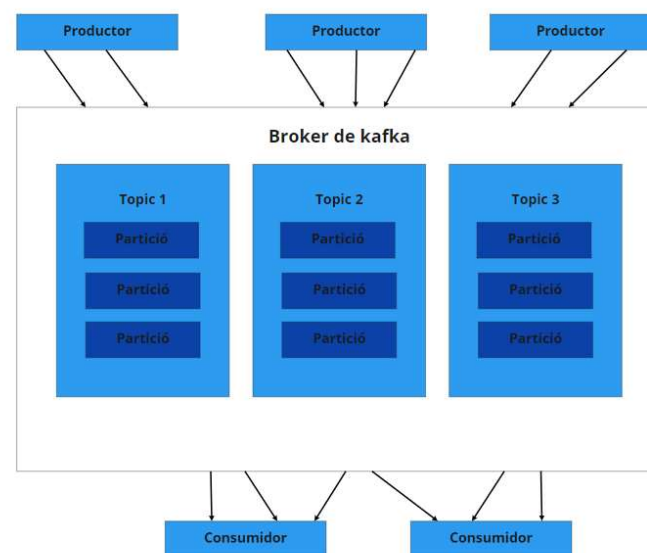 Productor
Productor
Productor
Broker de kafka
Topic 1
Topic 2
Topic 3
Partició
Partició
Partició
Partició
Partició
Partició
Partició
Partició
Partició
Consumidor
Consumidor